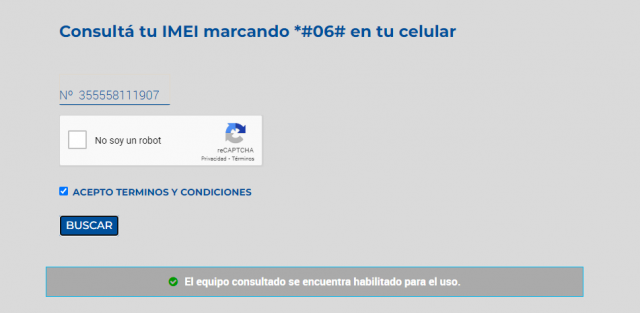 Consultá tu IMEI marcando *#06# en tu celular
Nº 355558111907
No soy un robot
reCAPTCHA
Privacidad - Términos
ACEPTO TERMINOS Y CONDICIONES
BUSCAR
El equipo consultado se encuentra habilitado para el uso.